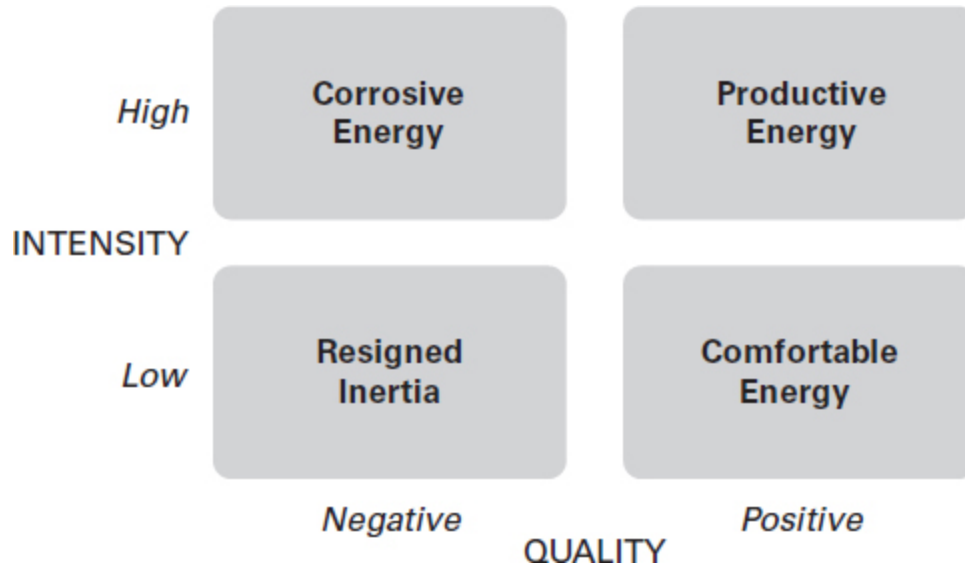 Corrosive
Energy
Productive
Energy
High
INTENSITY
Resigned
Inertia
Comfortable
Energy
Low
Negative
Positive
QUALITY